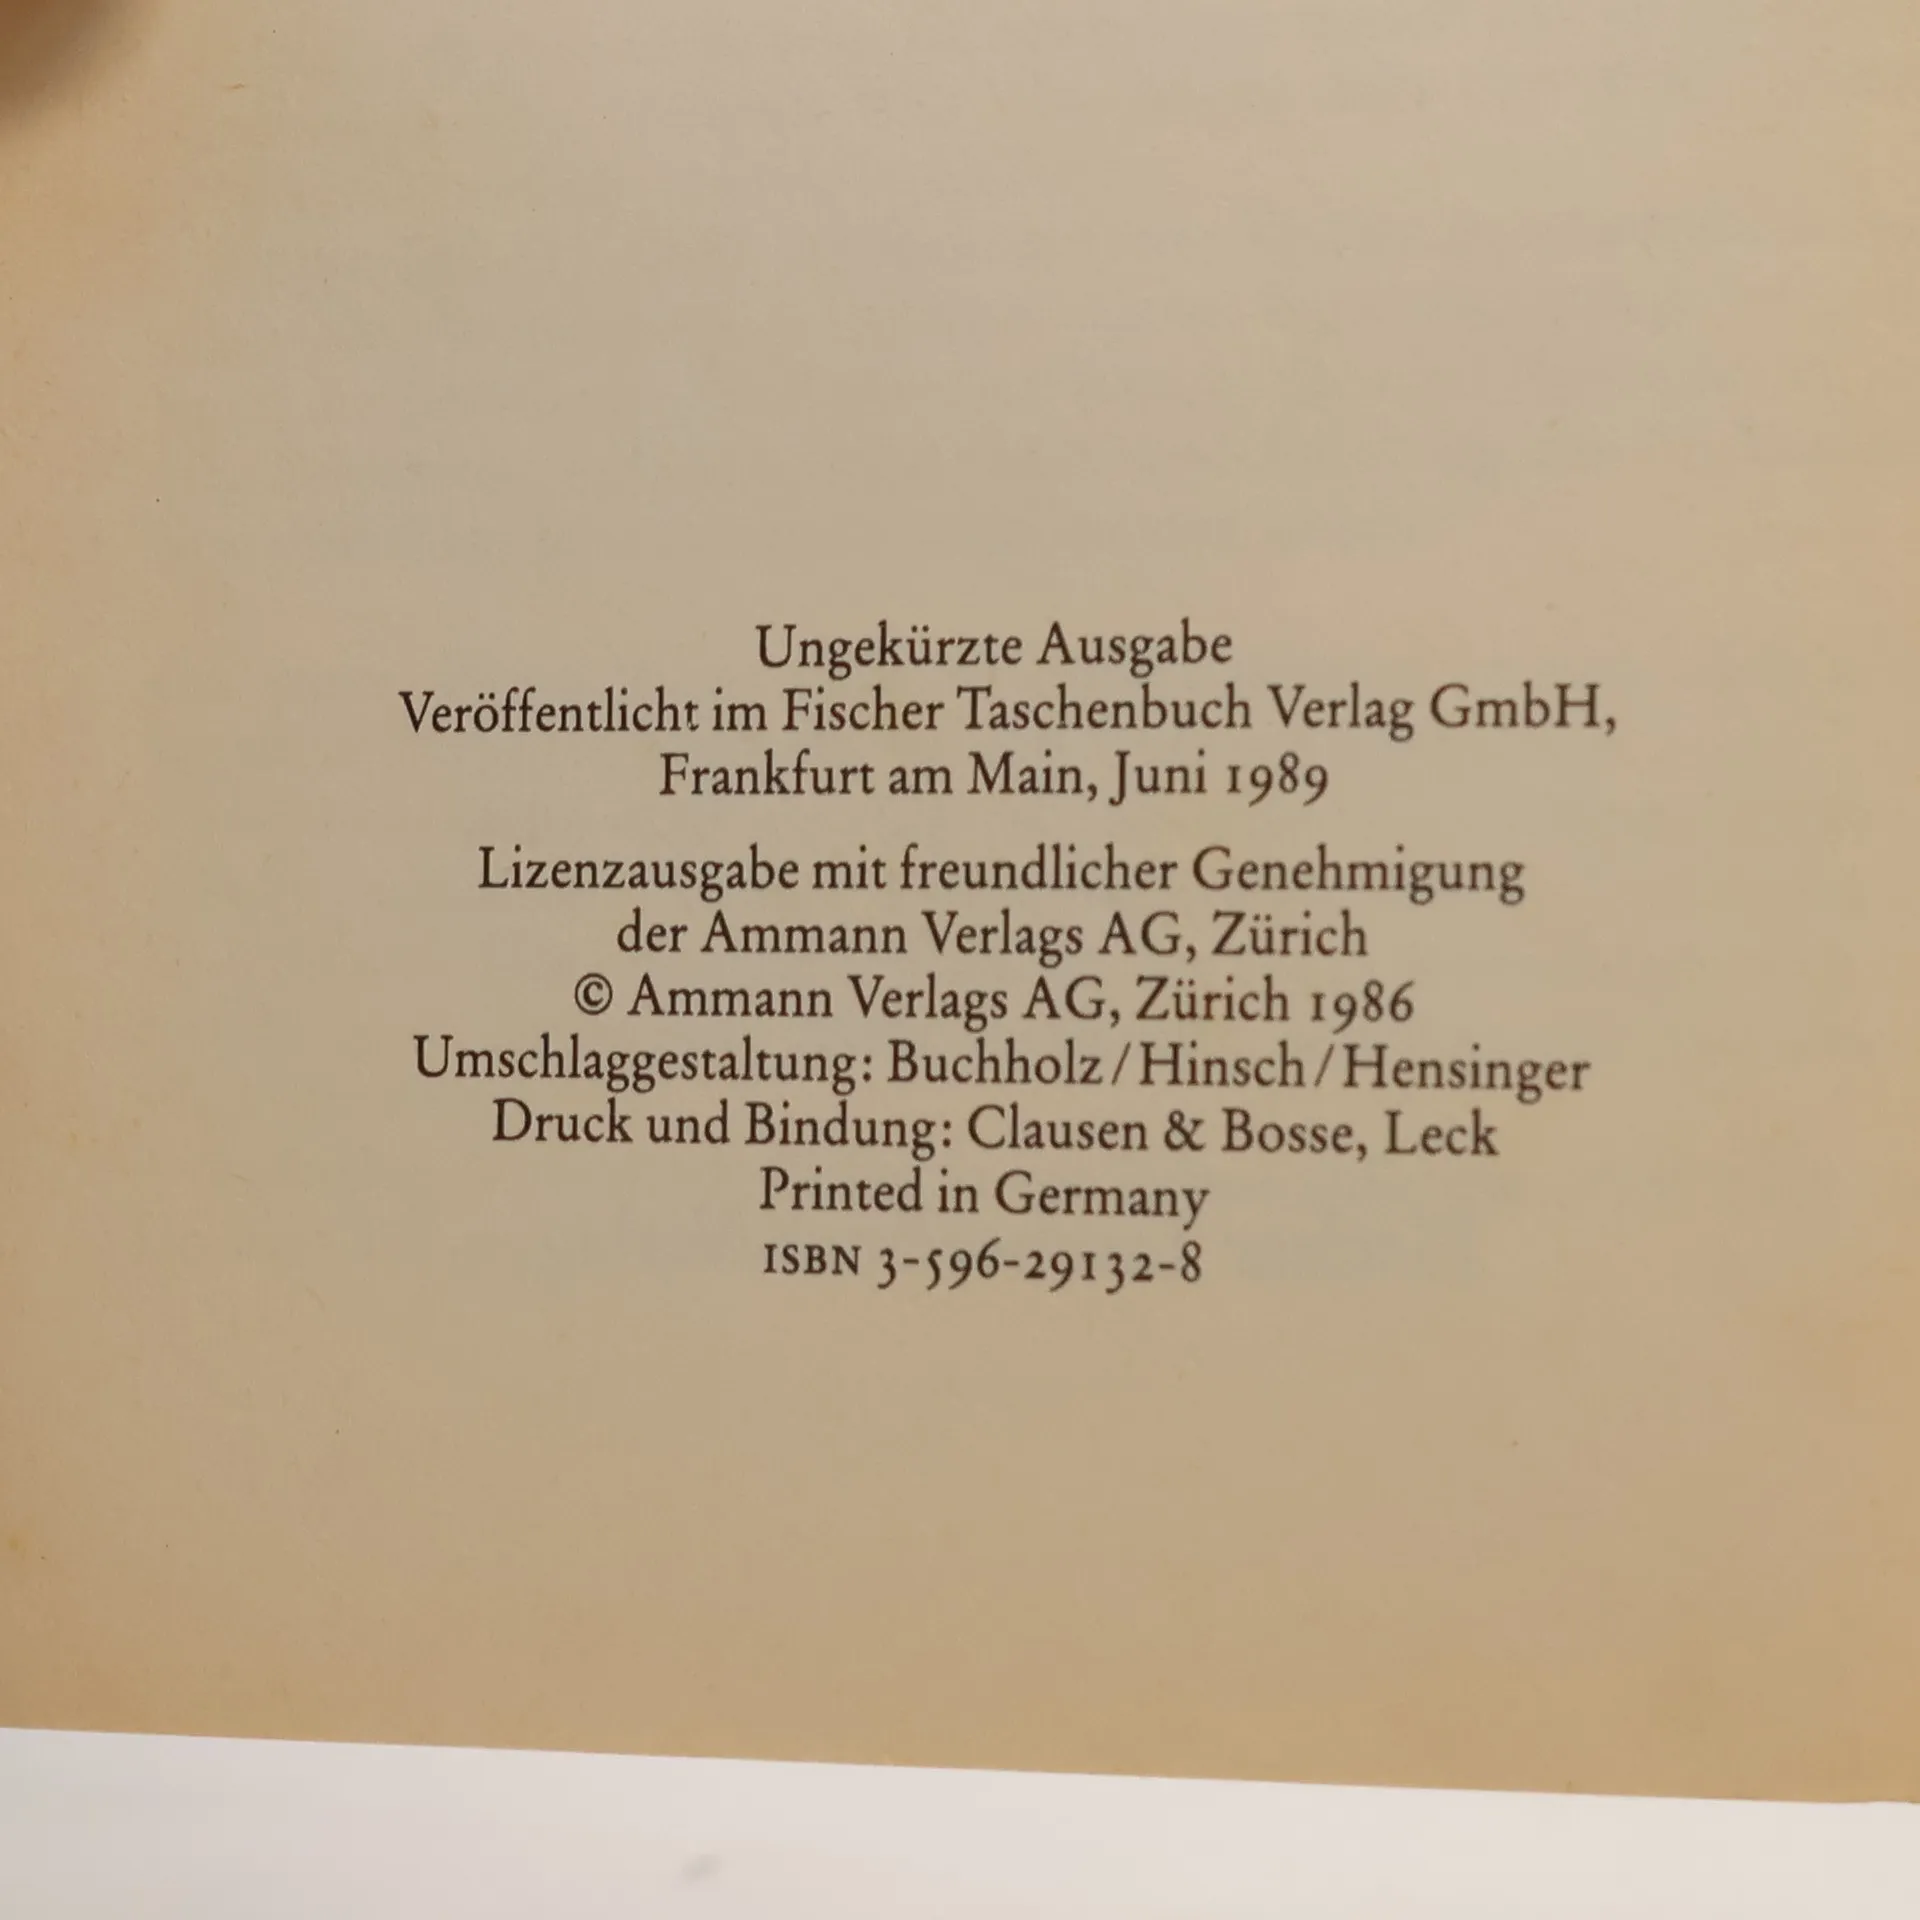 Ungekürzte Ausgabe
Veröffentlicht im Fischer Taschenbuch Verlag GmbH,
Frankfurt am Main, Juni 1989
Lizenzausgabe mit freundlicher Genehmigung
der Ammann Verlags AG, Zürich
© Ammann Verlags AG, Zürich 1986
Umschlaggestaltung: Buchholz/Hinsch/Hensinger
Druck und Bindung: Clausen & Bosse, Leck
Printed in Germany
ISBN 3-596-29132-8